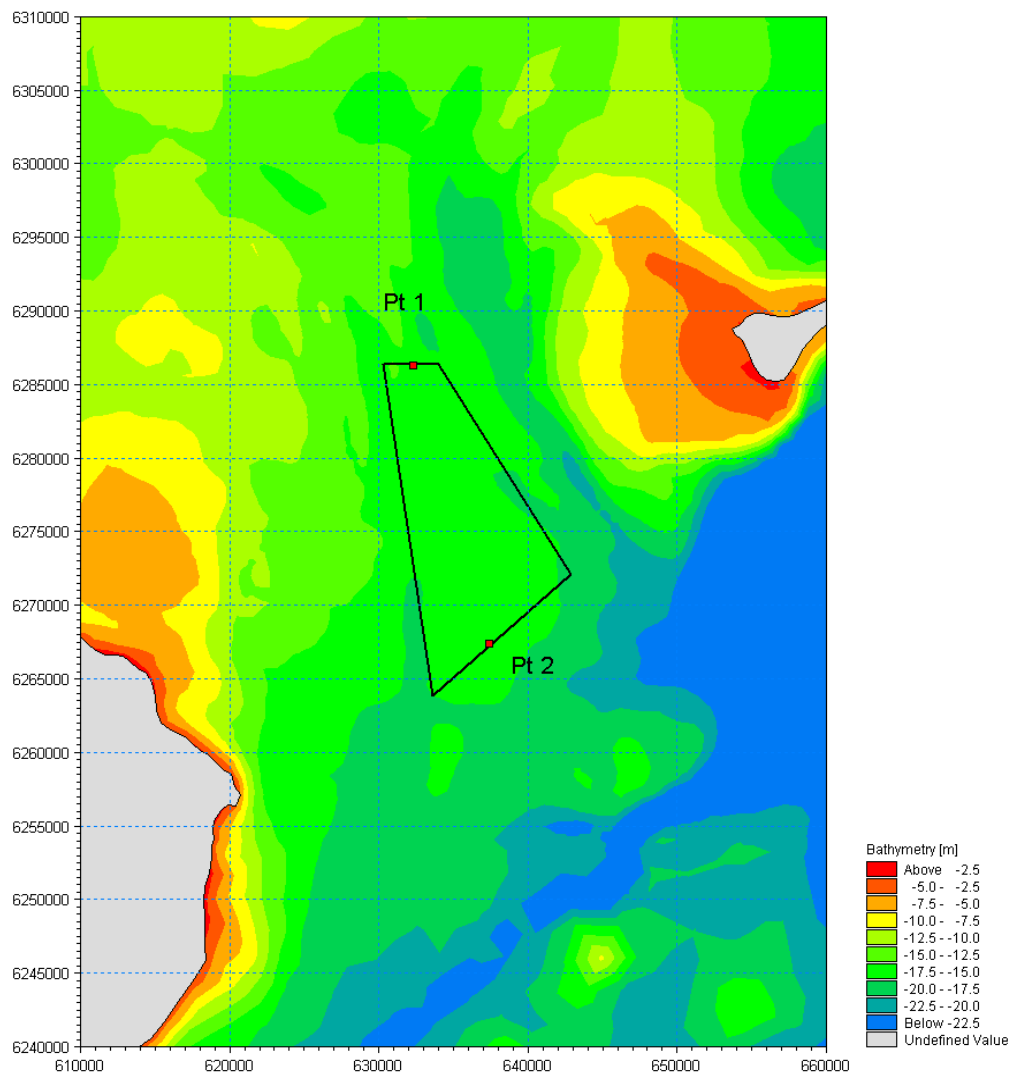 6310000
6305000
6300000
6295000
6290000
6285000
6280000
6275000
6270000
6265000
6260000
6255000
6250000
6245000
6240000
Pt 1
Pt 2
610000 620000 630000 640000 650000 660000
Bathymetry [m]
Above -2.5
-5.0 - -2.5
-7.5 - -5.0
-10.0 - -7.5
-12.5 - -10.0
-15.0 - -12.5
-17.5 - -15.0
-20.0 - -17.5
-22.5 - -20.0
Below -22.5
Undefined Value